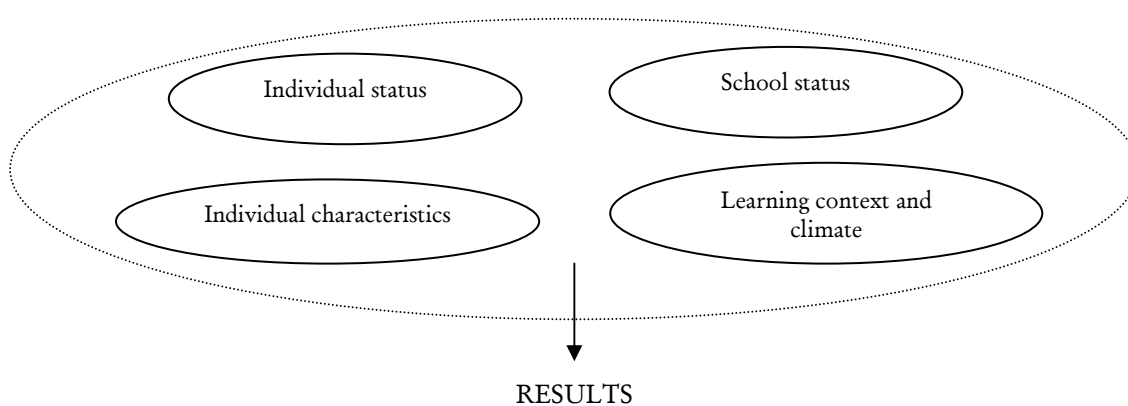 Individual status
School status
Individual characteristics
Learning context and
climate
RESULTS